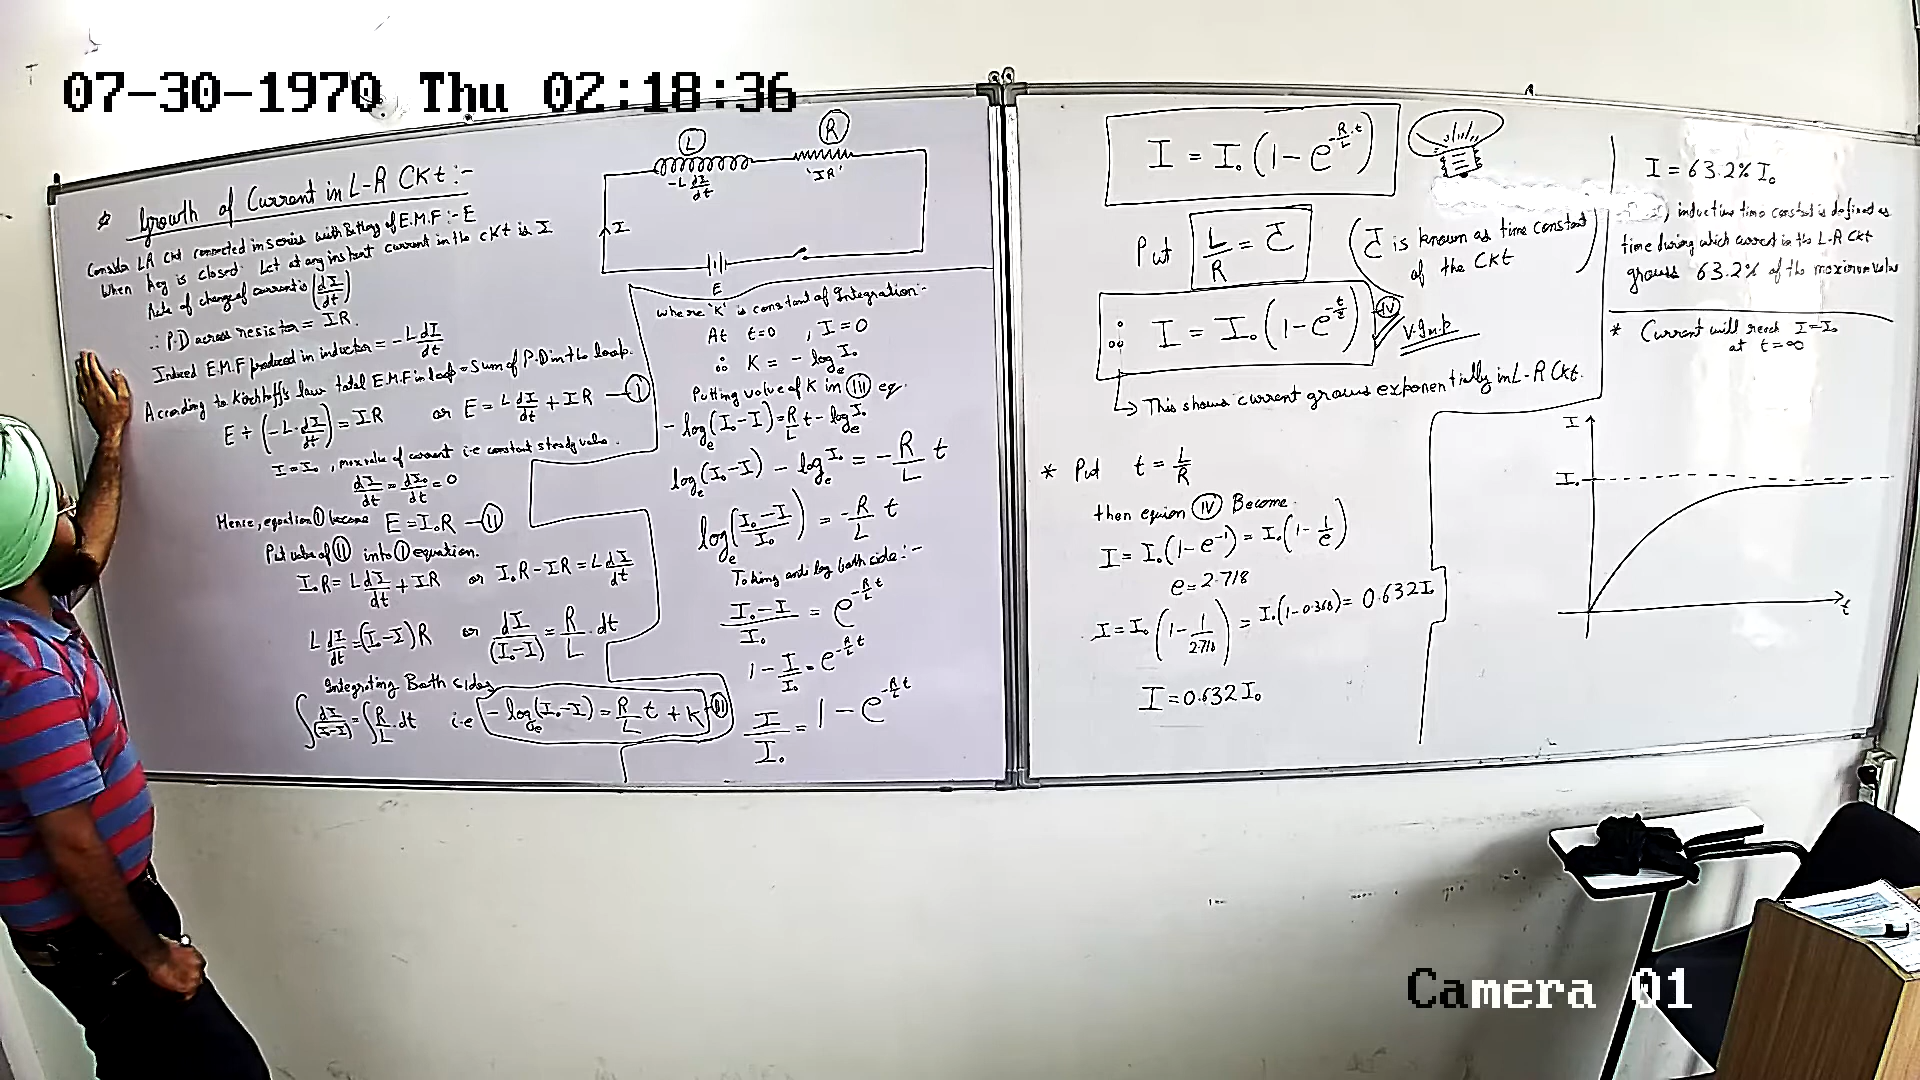 07-30-1970 Thu 02:18:36
Growth of Current in L-R CKt:-
Consider LR Ckt connected in series with Battery of E.M.F :- E
When key is closed. Let at any instant current in the cKt is I
Rate of change of current is (dI/dt)
∴ P.D across resistor = IR.
Induced E.M.F produced in inductor = -L dI/dt
According to Kirchhoff's law total E.M.F in loop = Sum of P.D in the loop.
E + (-L.dI/dt) = IR or E = L dI/dt + IR — (I)
I = I₀, max value of current i.e constant steady value.
dI/dt = dI₀/dt = 0
Hence, equation (I) become E = I₀R — (II)
Put value of (II) into (I) equation.
I₀R = L dI/dt + IR or I₀R - IR = L dI/dt
L dI/dt = (I₀-I)R or dI/(I₀-I) = R/L . dt
Integrating Both sides
∫ dI/(I₀-I) = ∫ R/L . dt i.e -logₑ(I₀-I) = R/L t + K (III)
L
R
-L dI/dt
'IR'
I
E
where 'K' is constant of Integration:-
At t=0 , I=0
∴ K = - logₑ I₀
Putting value of K in (III) eq.
- logₑ(I₀-I) = R/L t - logₑ I₀
logₑ(I₀-I) - logₑ I₀ = - R/L t
logₑ((I₀-I)/I₀) = -R/L t
Taking anti log both side:-
(I₀-I)/I₀ = e^(-R/L t)
1 - I/I₀ = e^(-R/L t)
I/I₀ = 1 - e^(-R/L t)
I = I₀(1 - e^(-R/L .t))
Put L/R = τ (τ is known as time constant of the CKt)
∴ I = I₀(1 - e^(-t/τ)) (IV) V.Imp
↳ This shows current grows exponentially in L-R Ckt.
* Put t = L/R
then equion (IV) Become.
I = I₀(1 - e⁻¹) = I₀(1 - 1/e)
e = 2.718
I = I₀(1 - 1/2.718) = I₀(1-0.368) = 0.632I₀
I = 0.632 I₀
I = 63.2% I₀
inductive time constant is defined as
time during which current in the L-R CKt
grows 63.2% of the maximum value
* Current will reach I=I₀
at t=∞
I
I₀
t
Camera 01